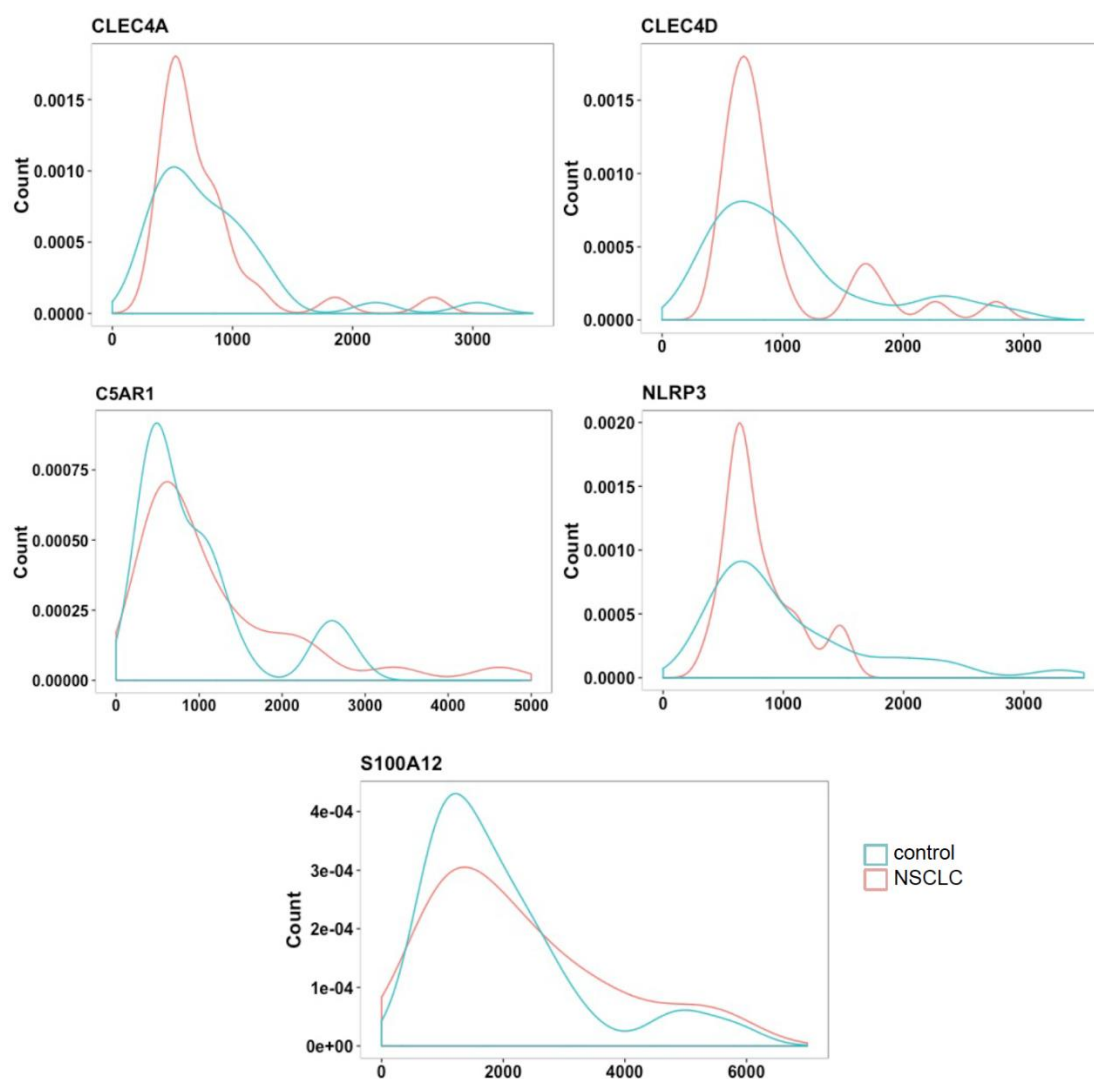 CLEC4A
Count
0.0015
0.0010
0.0005
0.0000
0 1000 2000 3000
CLEC4D
Count
0.0015
0.0010
0.0005
0.0000
0 1000 2000 3000
C5AR1
Count
0.00075
0.00050
0.00025
0.00000
0 1000 2000 3000 4000 5000
NLRP3
Count
0.0020
0.0015
0.0010
0.0005
0.0000
0 1000 2000 3000
S100A12
Count
4e-04
3e-04
2e-04
1e-04
0e+00
0 2000 4000 6000
control
NSCLC